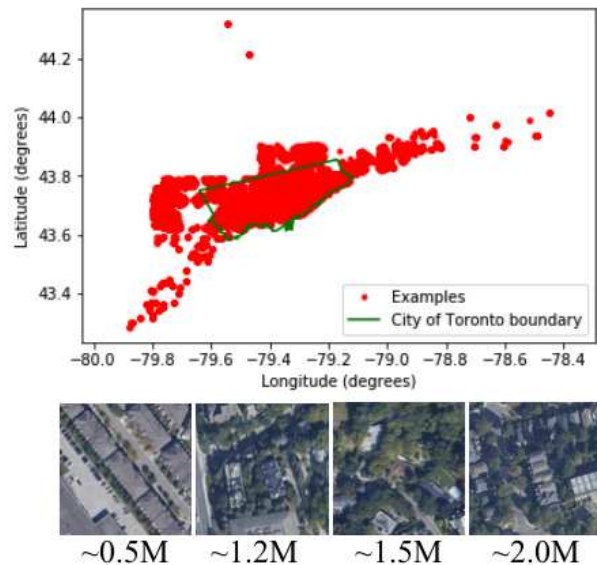 44.2
44.0
43.8
43.6
43.4
Latitude (degrees)
Examples
City of Toronto boundary
−80.0 −79.8 −79.6 −79.4 −79.2 −79.0 −78.8 −78.6 −78.4
Longitude (degrees)
~0.5M ~1.2M ~1.5M ~2.0M